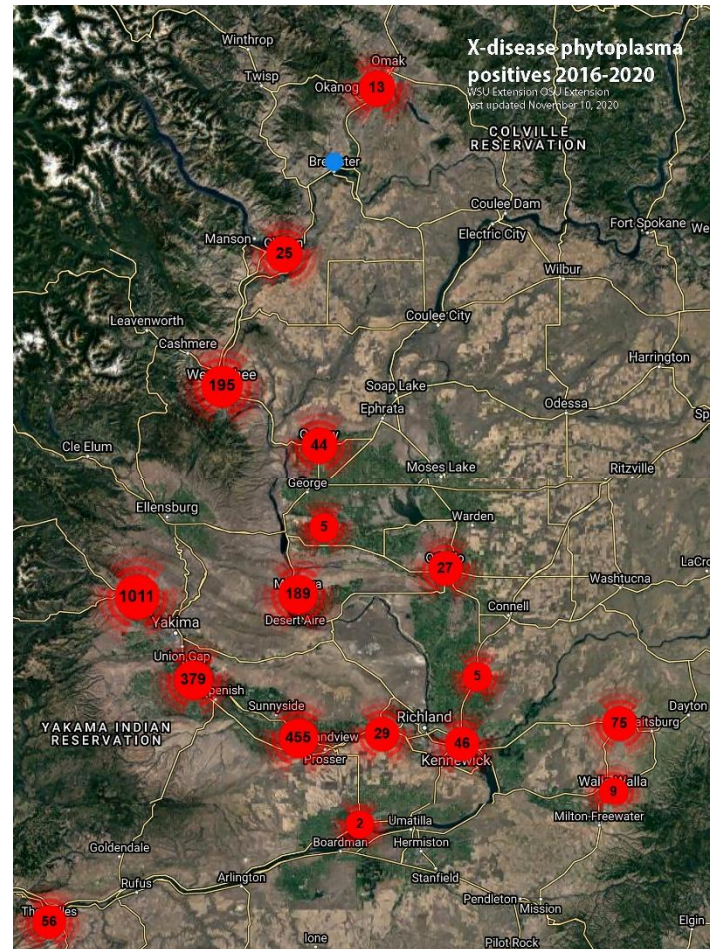 X-disease phytoplasma
positives 2016-2020
WSU Extension OSU Extension
last updated November 10, 2020
Winthrop
Omak
Twisp
13
COLVILLE
RESERVATION
Coulee Dam
Fort Spokane
Manson
Electric City
25
Wilbur
Leavenworth
Coulee City
Cashmere
Harrington
195
Soap Lake
Ephrata
Odessa
44
Cle Elum
Moses Lake
Ritzville
George
Ellensburg
5
Warden
27
Washtucna
1011
189
Desert Aire
Connell
Yakima
Union Gap
5
379
Dayton
Sunnyside
Richland
75
YAKAMA INDIAN
RESERVATION
455
29
46
Prosser
Kennewick
9
2
Umatilla
Milton-Freewater
Boardman
Hermiston
Goldendale
Stanfield
Rufus
Arlington
Pendleton
Mission
56
Ione
Elgin
Pilot Rock